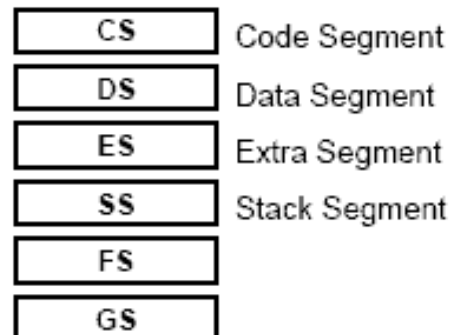 CS Code Segment
DS Data Segment
ES Extra Segment
SS Stack Segment
FS
GS